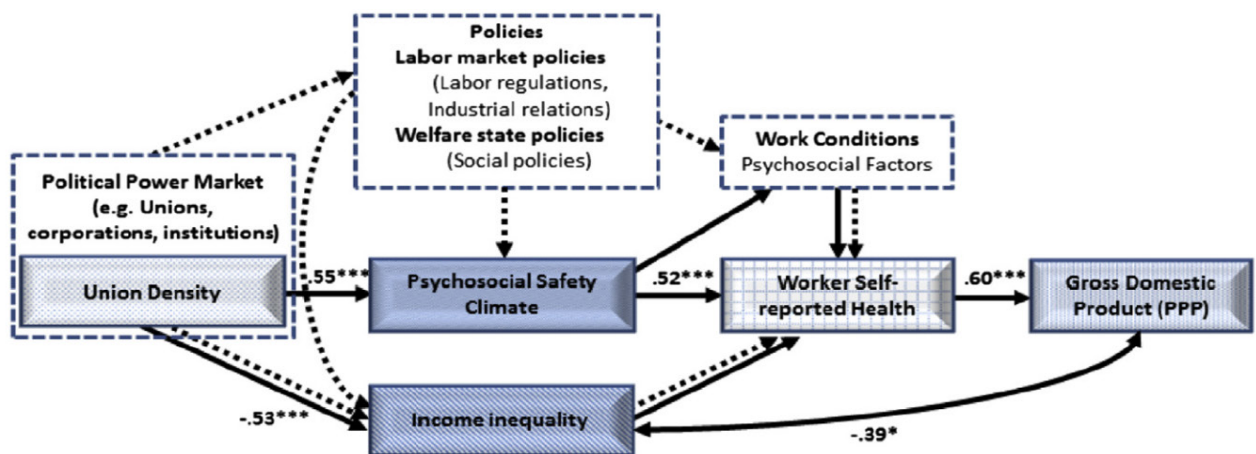 Policies
Labor market policies
(Labor regulations,
Industrial relations)
Welfare state policies
(Social policies)
Work Conditions
Psychosocial Factors
Political Power Market
(e.g. Unions,
corporations, institutions)
Union Density
.55***
Psychosocial Safety
Climate
.52***
Worker Self-
reported Health
.60***
Gross Domestic
Product (PPP)
-.53***
Income inequality
-.39*